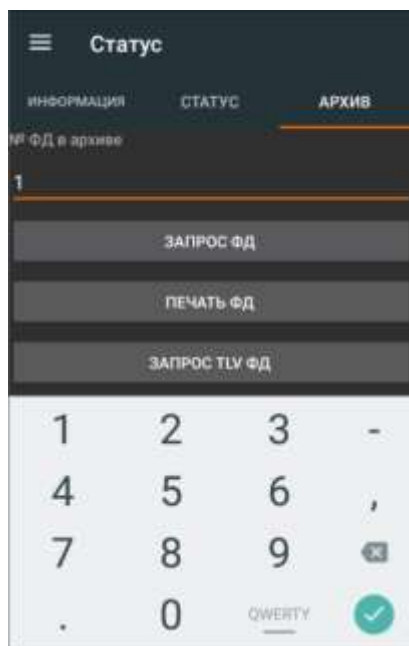 Статус
ИНФОРМАЦИЯ СТАТУС АРХИВ
№ ФД в архиве
1
ЗАПРОС ФД
ПЕЧАТЬ ФД
ЗАПРОС TLV ФД
1 2 3 -
4 5 6 ,
7 8 9
. 0 QWERTY